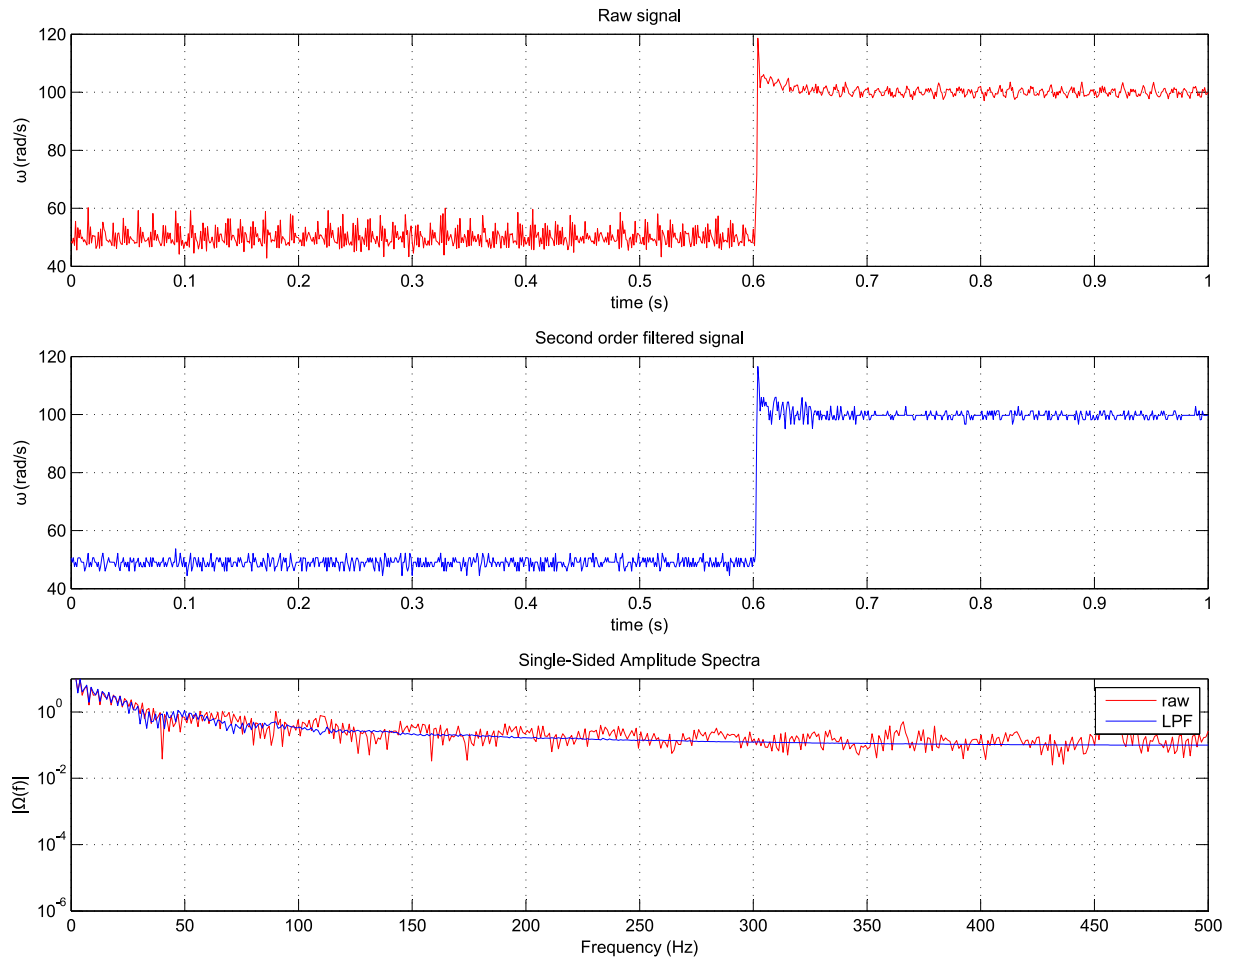 Raw signal
120
100
80
60
40
ω (rad/s)
0 0.1 0.2 0.3 0.4 0.5 0.6 0.7 0.8 0.9 1
time (s)
Second order filtered signal
120
100
80
60
40
ω (rad/s)
0 0.1 0.2 0.3 0.4 0.5 0.6 0.7 0.8 0.9 1
time (s)
Single-Sided Amplitude Spectra
10^0
10^-2
10^-4
10^-6
|Ω(f)|
raw
LPF
0 50 100 150 200 250 300 350 400 450 500
Frequency (Hz)